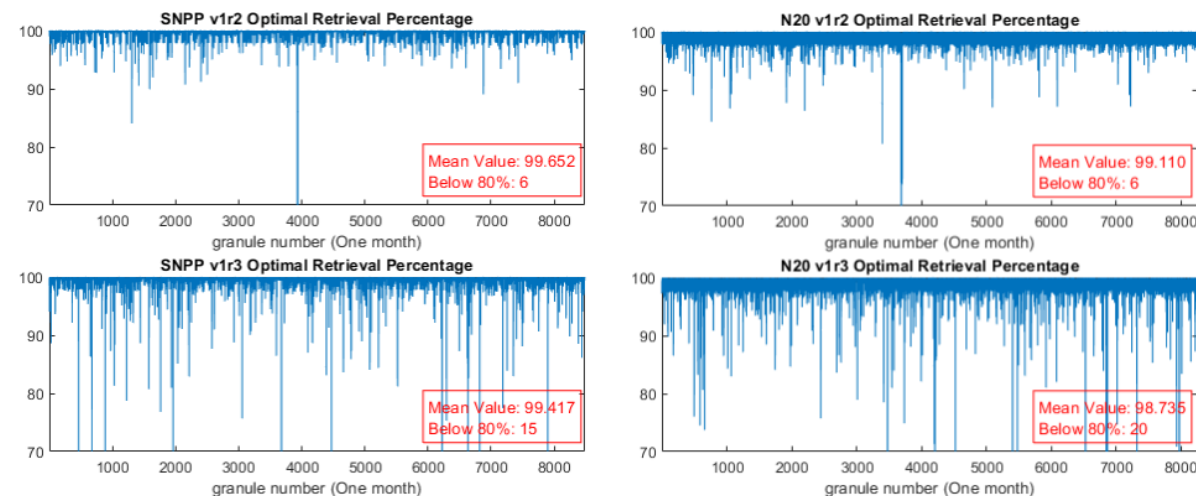 SNPP v1r2 Optimal Retrieval Percentage
100
90
80
70
Mean Value: 99.652
Below 80%: 6
1000 2000 3000 4000 5000 6000 7000 8000
granule number (One month)
N20 v1r2 Optimal Retrieval Percentage
100
90
80
70
Mean Value: 99.110
Below 80%: 6
1000 2000 3000 4000 5000 6000 7000 8000
granule number (One month)
SNPP v1r3 Optimal Retrieval Percentage
100
90
80
70
Mean Value: 99.417
Below 80%: 15
1000 2000 3000 4000 5000 6000 7000 8000
granule number (One month)
N20 v1r3 Optimal Retrieval Percentage
100
90
80
70
Mean Value: 98.735
Below 80%: 20
1000 2000 3000 4000 5000 6000 7000 8000
granule number (One month)